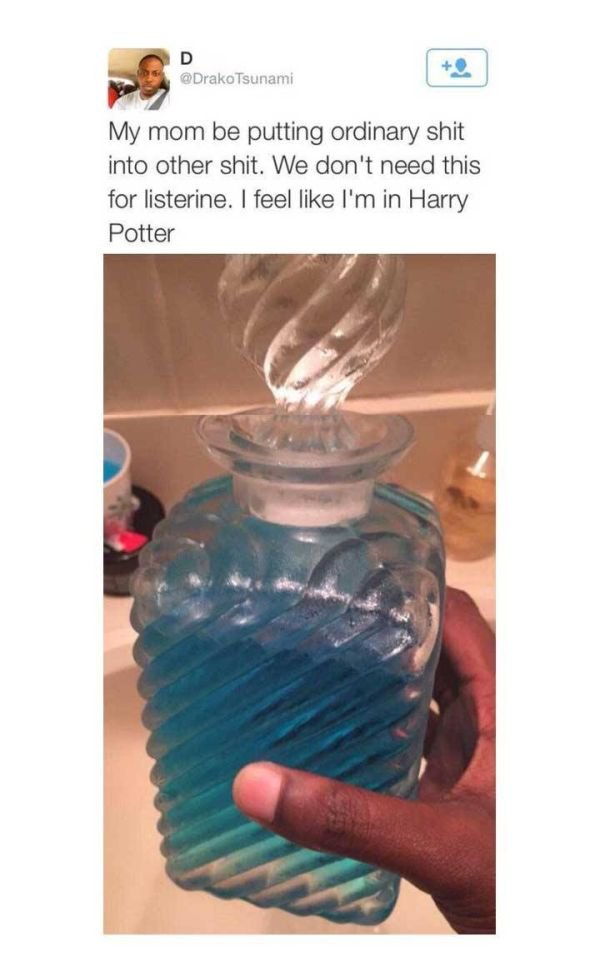 D
@DrakoTsunami
My mom be putting ordinary shit
into other shit. We don't need this
for listerine. I feel like I'm in Harry
Potter